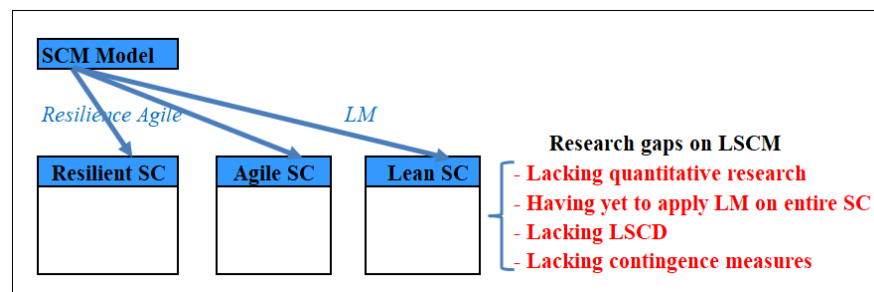 SCM Model
Resilience Agile LM
Research gaps on LSCM
Resilient SC Agile SC Lean SC
- Lacking quantitative research
- Having yet to apply LM on entire SC
- Lacking LSCD
- Lacking contingence measures